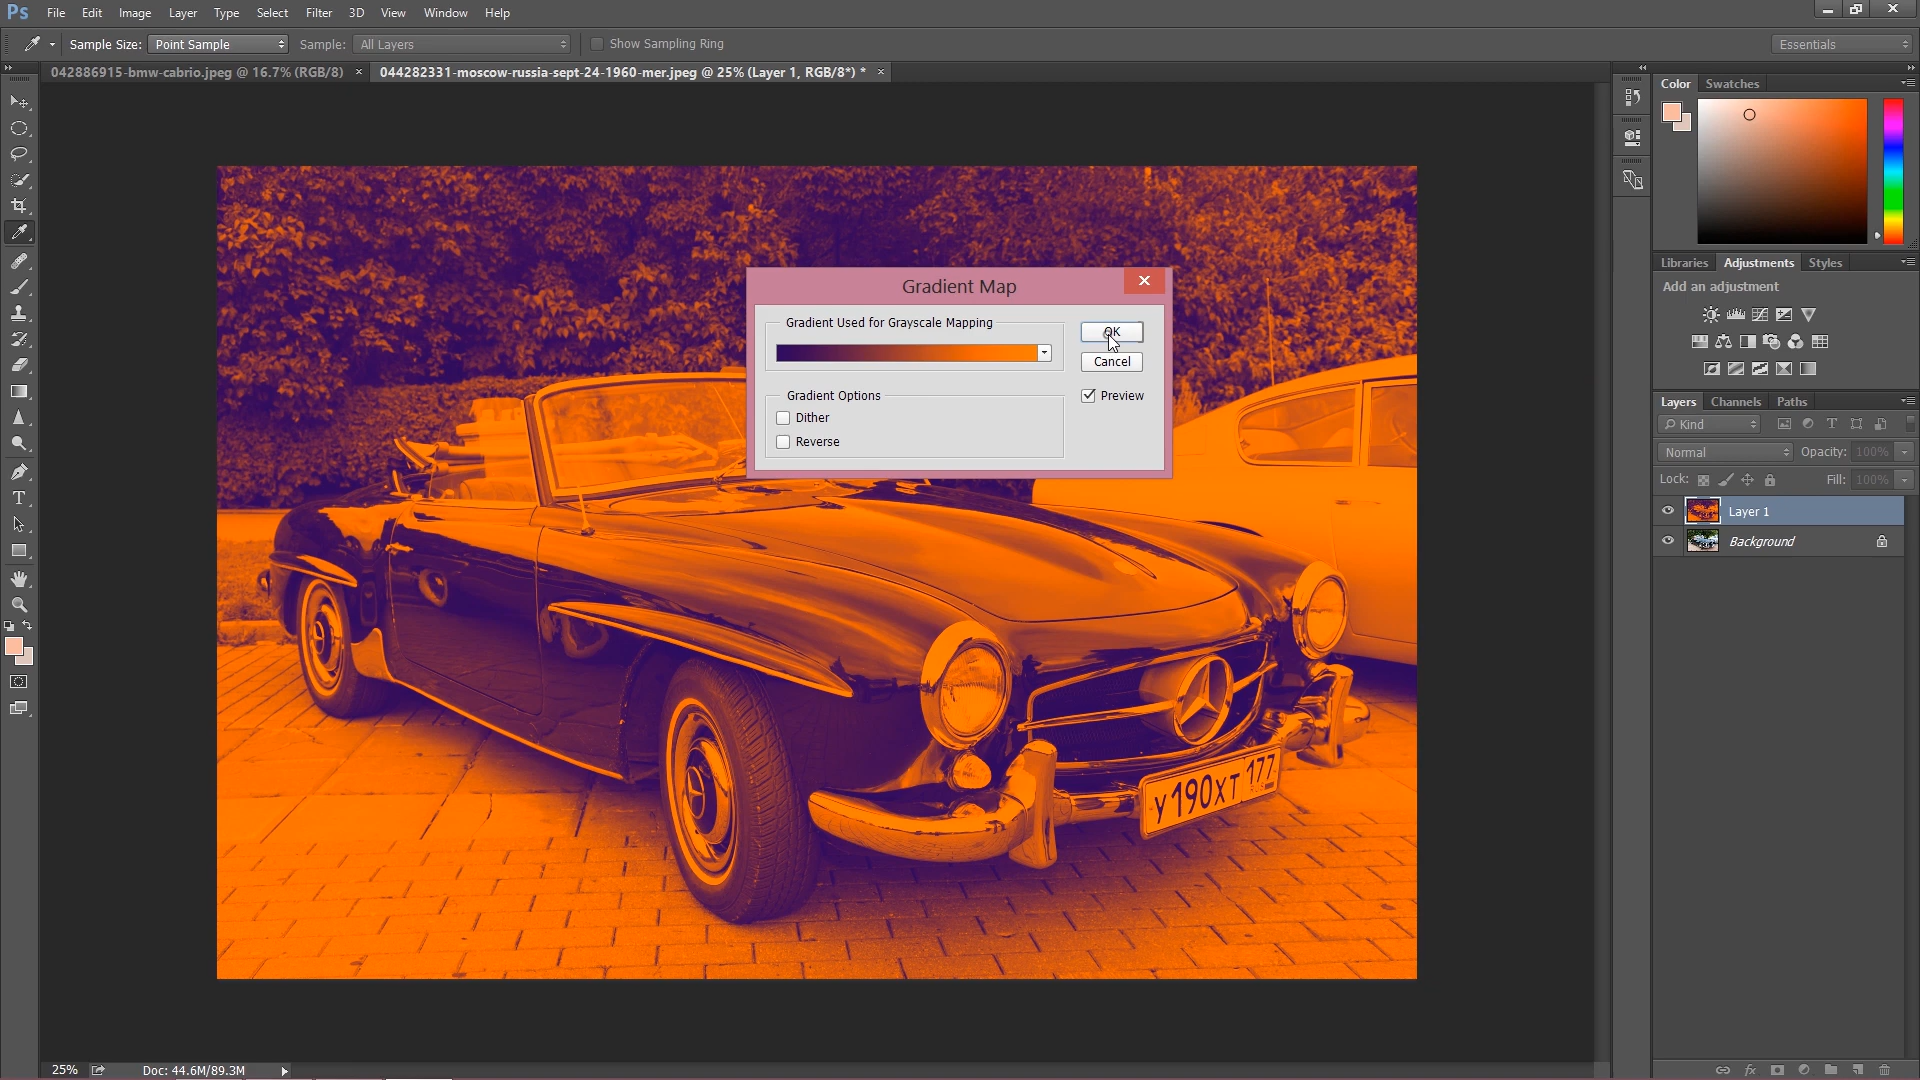 Ps File Edit Image Layer Type Select Filter 3D View Window Help
Sample Size: Point Sample Sample: All Layers Show Sampling Ring Essentials
042886915-bmw-cabrio.jpeg @ 16.7% (RGB/8) × 044282331-moscow-russia-sept-24-1960-mer.jpeg @ 25% (Layer 1, RGB/8*) * ×
Color Swatches
Libraries Adjustments Styles
Add an adjustment
Gradient Map
Gradient Used for Grayscale Mapping
OK
Cancel
Gradient Options
Preview
Dither
Reverse
Layers Channels Paths
Kind
Normal Opacity: 100%
Lock: Fill: 100%
Layer 1
Background
У190ХТ 177
RUS
25% Doc: 44.6M/89.3M